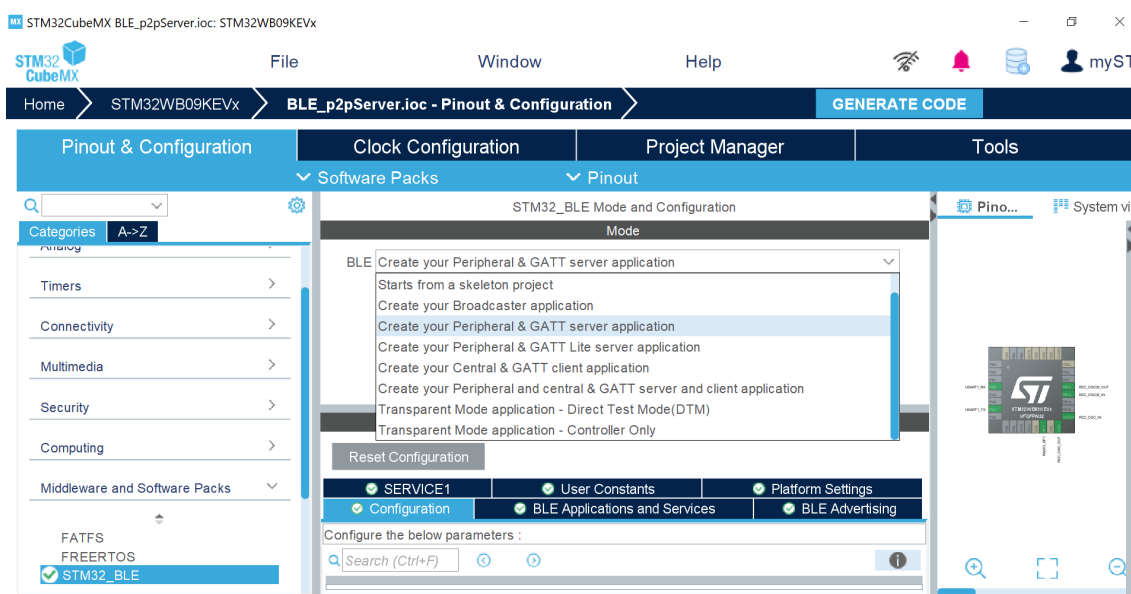 MX STM32CubeMX BLE_p2pServer.ioc: STM32WB09KEVx
STM32
CubeMX
File Window Help
myST
Home STM32WB09KEVx BLE_p2pServer.ioc - Pinout & Configuration GENERATE CODE
Pinout & Configuration Clock Configuration Project Manager Tools
Software Packs Pinout
STM32_BLE Mode and Configuration
Pino... System vi
Categories A->Z
Mode
Analog
BLE Create your Peripheral & GATT server application
Timers
Starts from a skeleton project
Create your Broadcaster application
Connectivity
Create your Peripheral & GATT server application
Create your Peripheral & GATT Lite server application
Multimedia
Create your Central & GATT client application
Create your Peripheral and central & GATT server and client application
Security
Transparent Mode application - Direct Test Mode(DTM)
Transparent Mode application - Controller Only
Computing
Reset Configuration
Middleware and Software Packs
SERVICE1 User Constants Platform Settings
Configuration BLE Applications and Services BLE Advertising
Configure the below parameters :
Search (Ctrl+F)
FATFS
FREERTOS
STM32_BLE